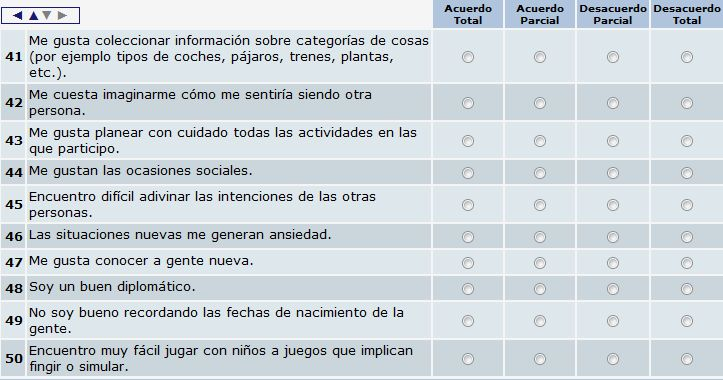 Acuerdo Total
Acuerdo Parcial
Desacuerdo Parcial
Desacuerdo Total
41 Me gusta coleccionar información sobre categorías de cosas
(por ejemplo tipos de coches, pájaros, trenes, plantas,
etc.).
42 Me cuesta imaginarme cómo me sentiría siendo otra
persona.
43 Me gusta planear con cuidado todas las actividades en las
que participo.
44 Me gustan las ocasiones sociales.
45 Encuentro difícil adivinar las intenciones de las otras
personas.
46 Las situaciones nuevas me generan ansiedad.
47 Me gusta conocer a gente nueva.
48 Soy un buen diplomático.
49 No soy bueno recordando las fechas de nacimiento de la
gente.
50 Encuentro muy fácil jugar con niños a juegos que implican
fingir o simular.